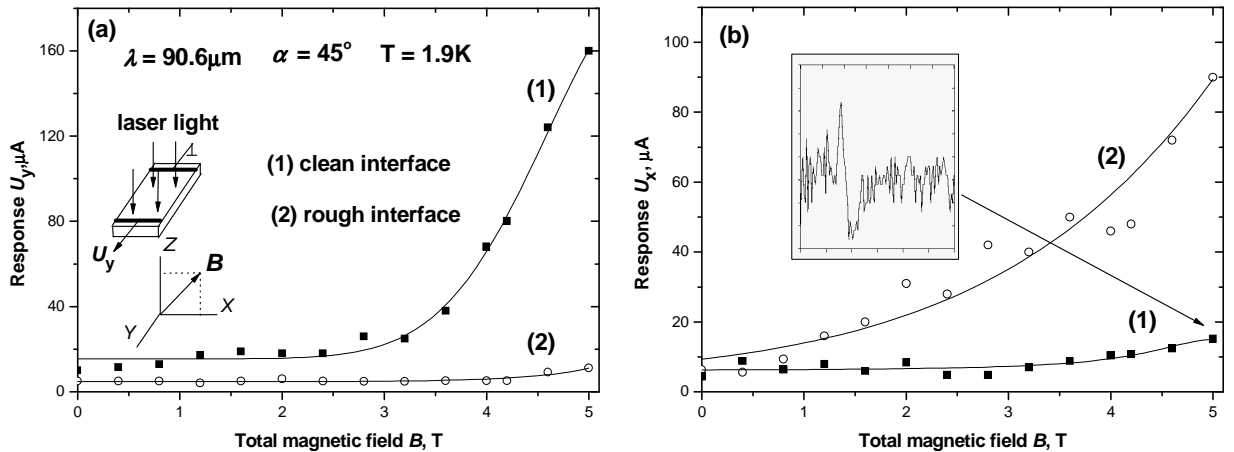 (a)
λ = 90.6μm α = 45° T = 1.9K
laser light
(1) clean interface
(2) rough interface
(1)
(2)
U_y
Z
B
X
Y
Response U_y, μA
0
40
80
120
160
0 1 2 3 4 5
Total magnetic field B, T
(b)
(2)
(1)
Response U_x, μA
0
20
40
60
80
100
0 1 2 3 4 5
Total magnetic field B, T